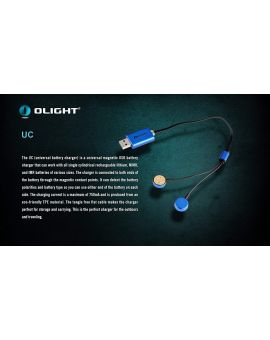 OLIGHT
UC
The UC (universal battery charger) is a universal magnetic USB battery
charger that can work with all single cylindrical rechargeable lithium, NiMH,
and IMR batteries of various sizes. The charger is connected to both ends of
the battery through the magnetic contact points. It can detect the battery
polarities and battery type so you can use either end of the battery on each
side. The charging current is a maximum of 750mA and is produced from an
eco-friendly TPE material. The tangle free flat cable makes the charger
perfect for storage and carrying. This is the perfect charger for the outdoors
and traveling.